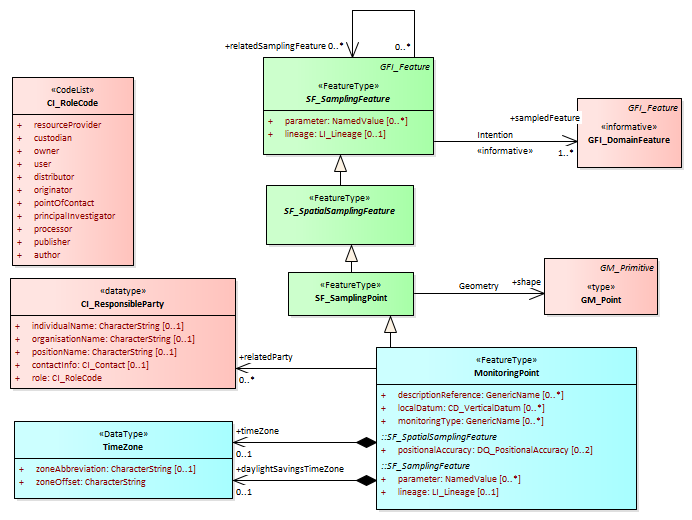 +relatedSamplingFeature 0..*
0..*
GFI_Feature
«FeatureType»
SF_SamplingFeature
+ parameter: NamedValue [0..*]
+ lineage: LI_Lineage [0..1]
«CodeList»
CI_RoleCode
+ resourceProvider
+ custodian
+ owner
+ user
+ distributor
+ originator
+ pointOfContact
+ principalInvestigator
+ processor
+ publisher
+ author
+sampledFeature
Intention
«informative»
1..*
GFI_Feature
«informative»
GFI_DomainFeature
«FeatureType»
SF_SpatialSamplingFeature
«FeatureType»
SF_SamplingPoint
Geometry
+shape
GM_Primitive
«type»
GM_Point
«datatype»
CI_ResponsibleParty
+ individualName: CharacterString [0..1]
+ organisationName: CharacterString [0..1]
+ positionName: CharacterString [0..1]
+ contactInfo: CI_Contact [0..1]
+ role: CI_RoleCode
+relatedParty
0..*
«FeatureType»
MonitoringPoint
+ descriptionReference: GenericName [0..*]
+ localDatum: CD_VerticalDatum [0..*]
+ monitoringType: GenericName [0..*]
::SF_SpatialSamplingFeature
+ positionalAccuracy: DQ_PositionalAccuracy [0..2]
::SF_SamplingFeature
+ parameter: NamedValue [0..*]
+ lineage: LI_Lineage [0..1]
«DataType»
TimeZone
+ zoneAbbreviation: CharacterString [0..1]
+ zoneOffset: CharacterString
+timeZone
0..1
+daylightSavingsTimeZone
0..1